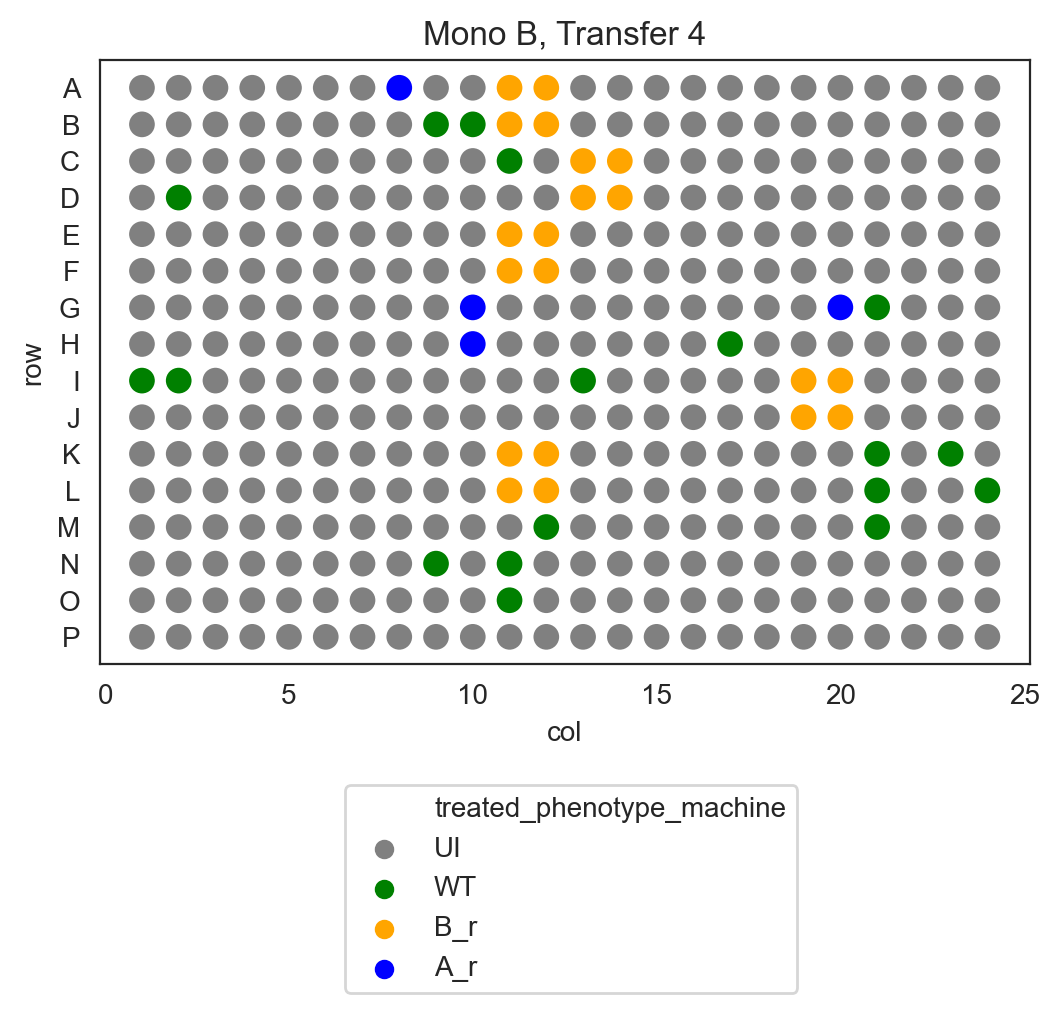 Mono B, Transfer 4
A
B
C
D
E
F
G
H
I
J
K
L
M
N
O
P
row
0 5 10 15 20 25
col
treated_phenotype_machine
UI
WT
B_r
A_r